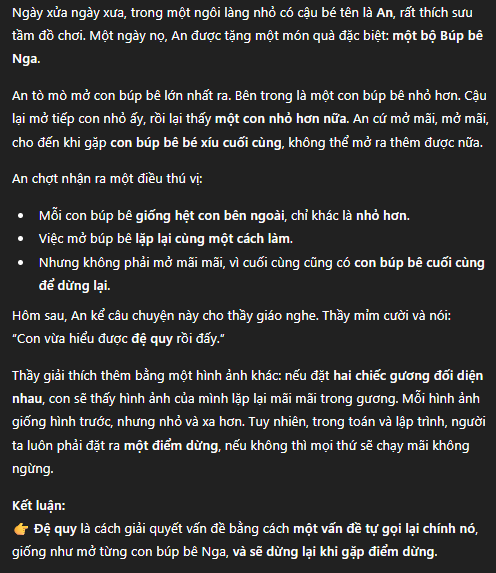 Ngày xửa ngày xưa, trong một ngôi làng nhỏ có cậu bé tên là An, rất thích sưu
tầm đồ chơi. Một ngày nọ, An được tặng một món quà đặc biệt: một bộ Búp bê
Nga.
An tò mò mở con búp bê lớn nhất ra. Bên trong là một con búp bê nhỏ hơn. Cậu
lại mở tiếp con nhỏ ấy, rồi lại thấy một con nhỏ hơn nữa. An cứ mở mãi, mở mãi,
cho đến khi gặp con búp bê bé xíu cuối cùng, không thể mở ra thêm được nữa.
An chợt nhận ra một điều thú vị:
• Mỗi con búp bê giống hệt con bên ngoài, chỉ khác là nhỏ hơn.
• Việc mở búp bê lặp lại cùng một cách làm.
• Nhưng không phải mở mãi mãi, vì cuối cùng cũng có con búp bê cuối cùng
để dừng lại.
Hôm sau, An kể câu chuyện này cho thầy giáo nghe. Thầy mỉm cười và nói:
“Con vừa hiểu được đệ quy rồi đấy.”
Thầy giải thích thêm bằng một hình ảnh khác: nếu đặt hai chiếc gương đối diện
nhau, con sẽ thấy hình ảnh của mình lặp lại mãi mãi trong gương. Mỗi hình ảnh
giống hình trước, nhưng nhỏ và xa hơn. Tuy nhiên, trong toán và lập trình, người
ta luôn phải đặt ra một điểm dừng, nếu không thì mọi thứ sẽ chạy mãi không
ngừng.
Kết luận:
👉 Đệ quy là cách giải quyết vấn đề bằng cách một vấn đề tự gọi lại chính nó,
giống như mở từng con búp bê Nga, và sẽ dừng lại khi gặp điểm dừng.